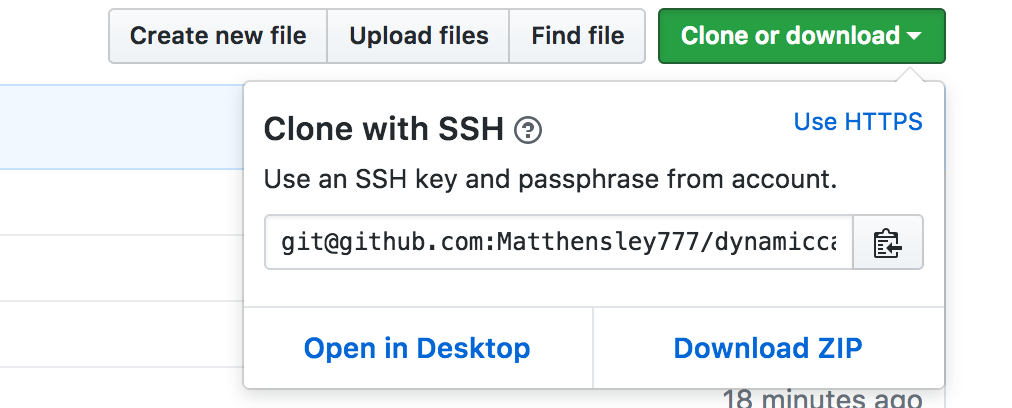 Create new file Upload files Find file Clone or download
Clone with SSH ? Use HTTPS
Use an SSH key and passphrase from account.
git@github.com:Matthensley777/dynamicca
Open in Desktop Download ZIP
18 minutes ago